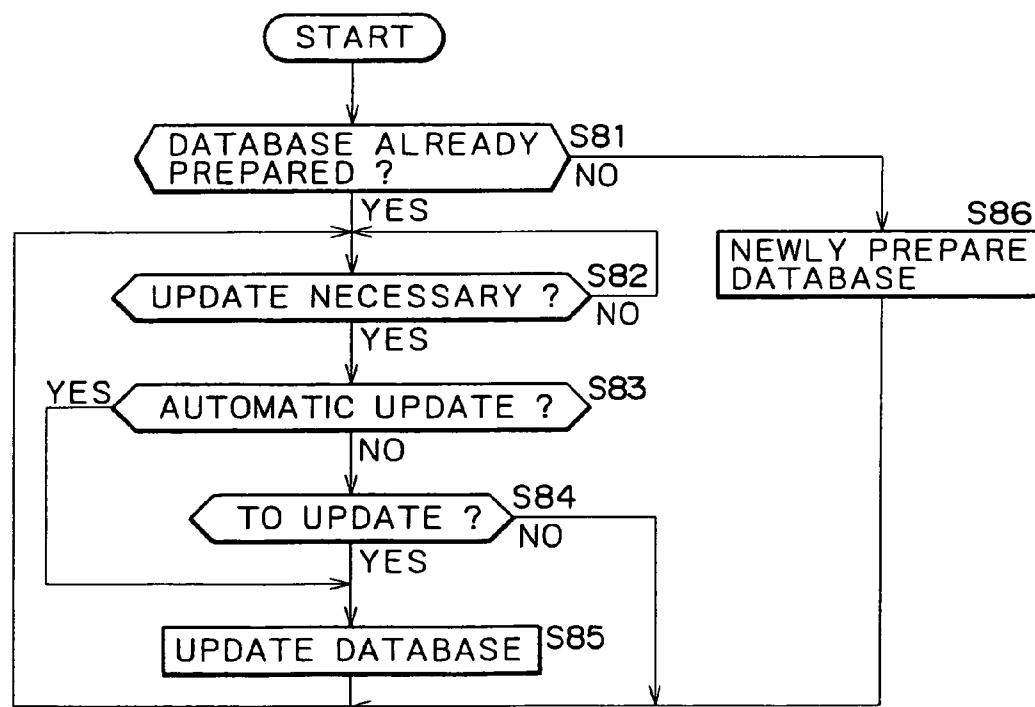 START
DATABASE ALREADY
PREPARED ?
S81
NO
YES
S86
NEWLY PREPARE
DATABASE
UPDATE NECESSARY ?
S82
NO
YES
YES
AUTOMATIC UPDATE ?
S83
NO
TO UPDATE ?
S84
NO
YES
UPDATE DATABASE
S85